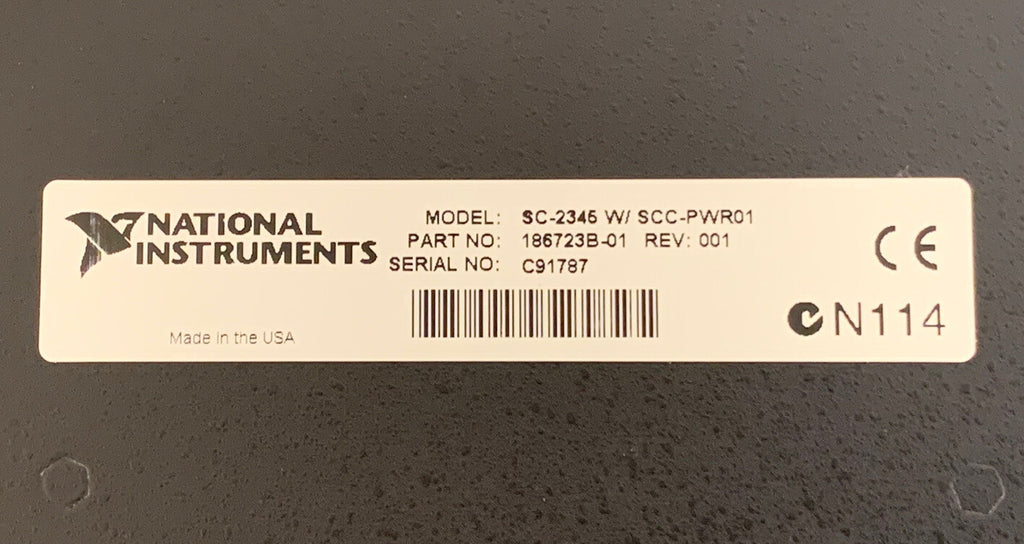 NATIONAL
INSTRUMENTS
MODEL: SC-2345 W/ SCC-PWR01
PART NO: 186723B-01 REV: 001
SERIAL NO: C91787
CE
N114
Made in the USA